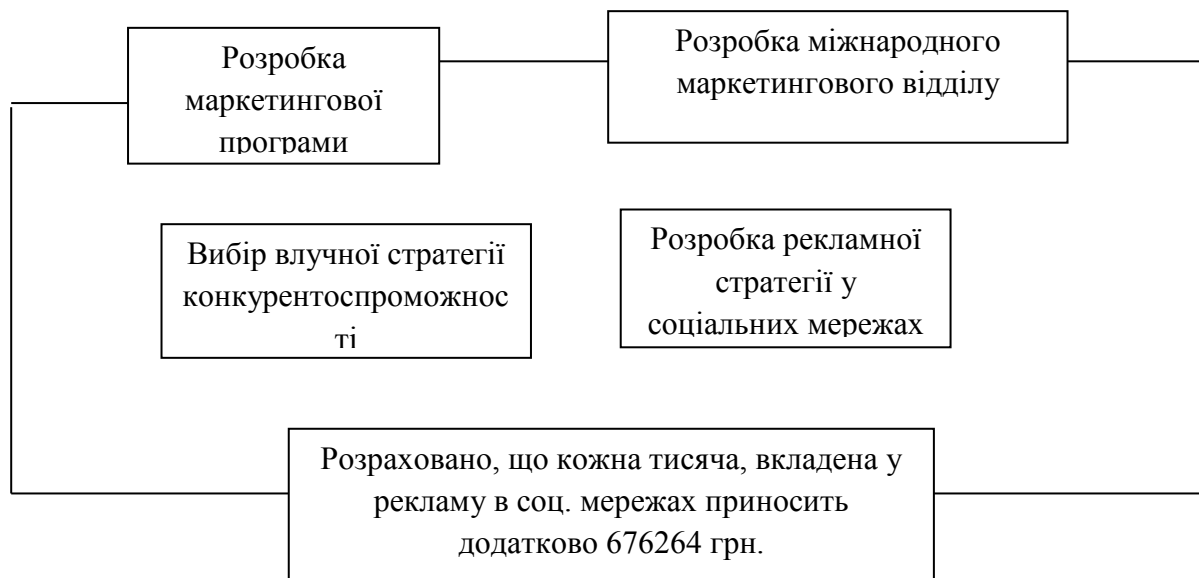 Розробка
маркетингової
програми
Розробка міжнародного
маркетингового відділу
Вибір влучної стратегії
конкурентоспроможнос
ті
Розробка рекламної
стратегії у
соціальних мережах
Розраховано, що кожна тисяча, вкладена у
рекламу в соц. мережах приносить
додатково 676264 грн.